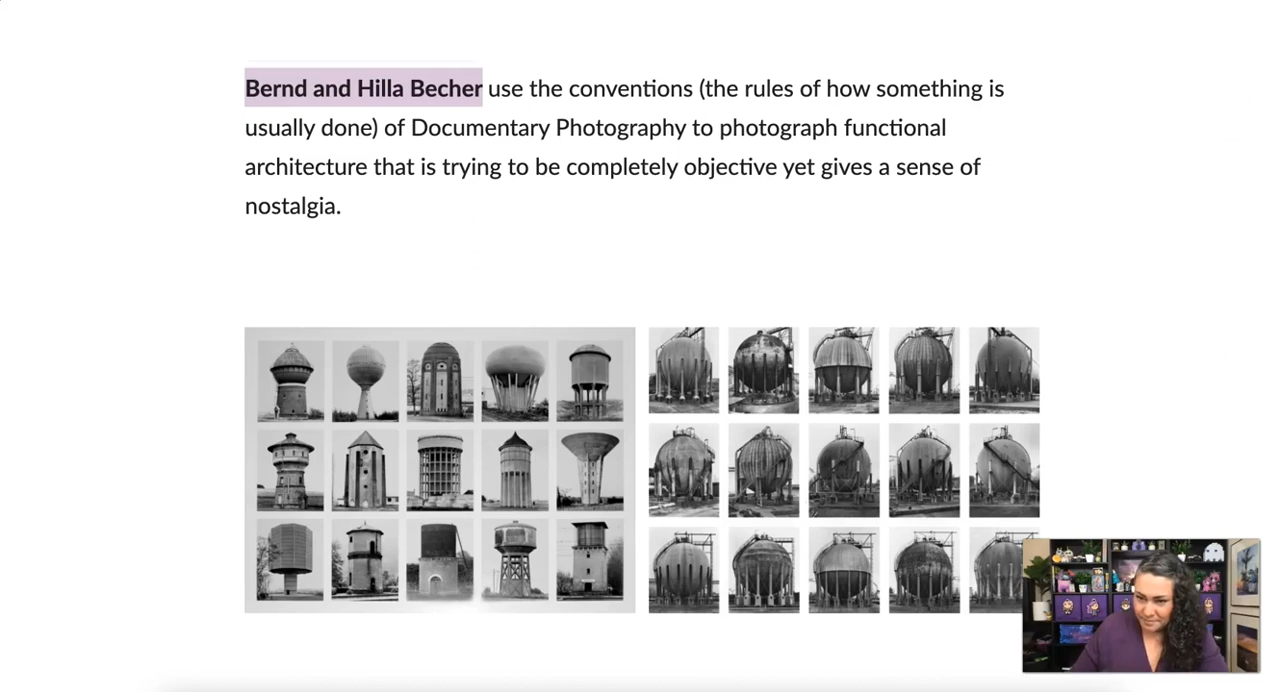 Bernd and Hilla Becher use the conventions (the rules of how something is
usually done) of Documentary Photography to photograph functional
architecture that is trying to be completely objective yet gives a sense of
nostalgia.